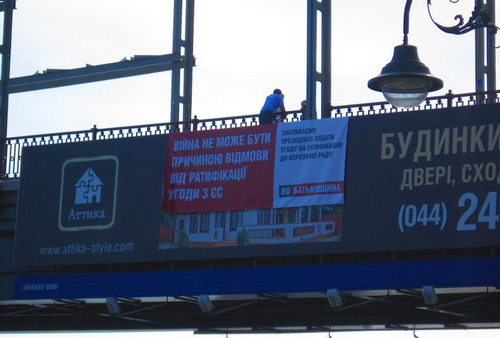 ВІЙНА НЕ МОЖЕ БУТИ
ПРИЧИНОЮ ВІДМОВИ
ВІД РАТИФІКАЦІЇ
УГОДИ З ЄС
ЗАКЛИКАЄМО
ПРЕЗИДЕНТА ПОДАТИ
УГОДУ НА РАТИФІКАЦІЮ
ДО ВЕРХОВНОЇ РАДИ!
ВО БАТЬКІВЩИНА
Аттика
www.attika-style.com
БУДИНКИ
ДВЕРІ, СХО
(044) 24